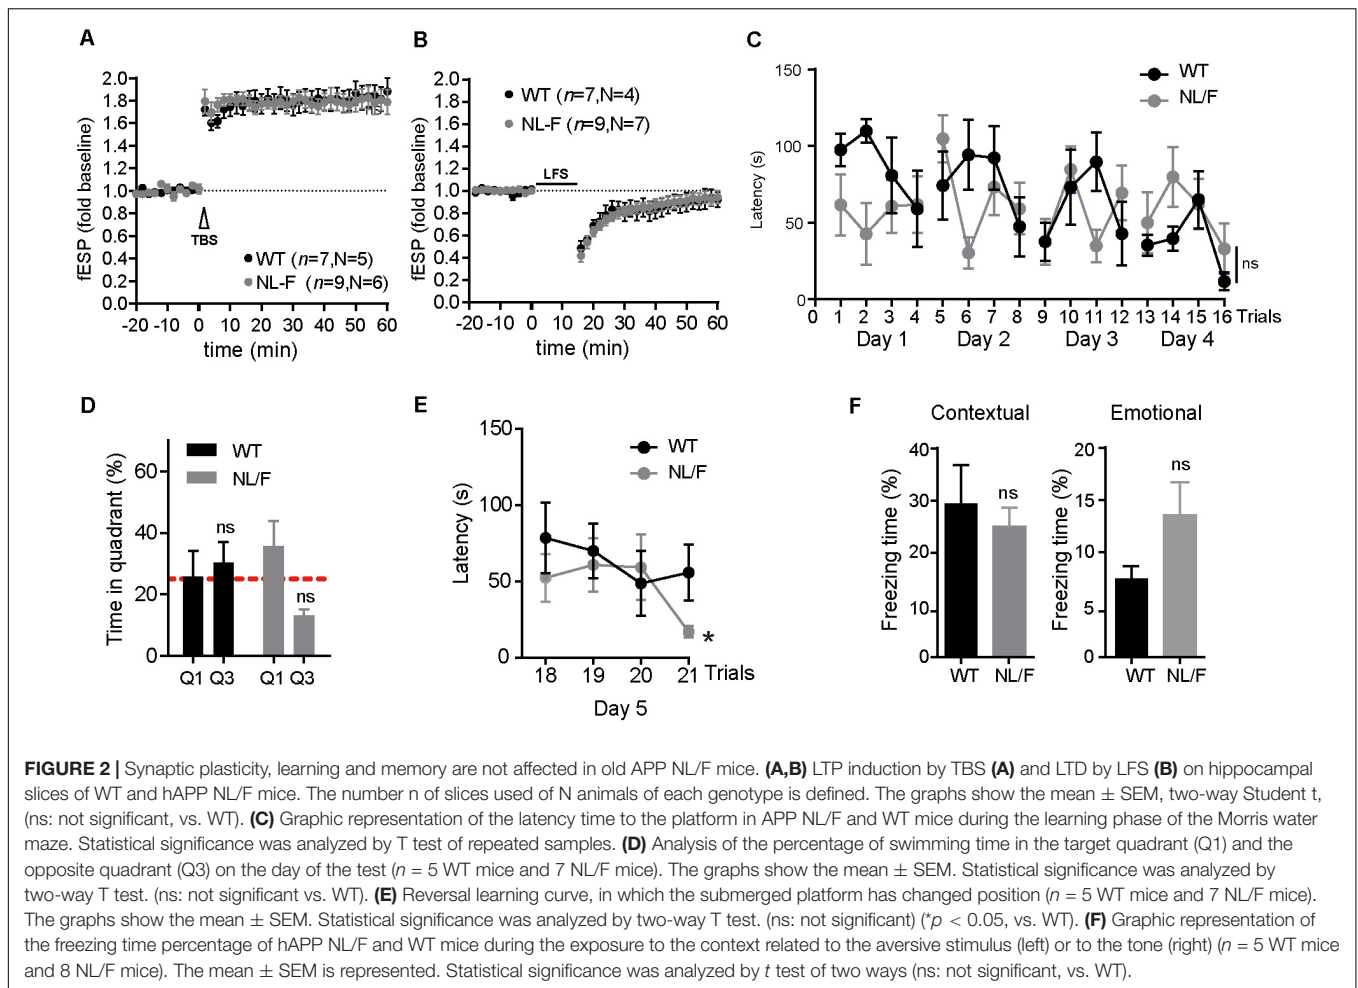 A
fESP (fold baseline)
2.0
1.8
1.6
1.4
1.2
1.0
0.8
0.6
0.4
0.2
0.0
ns
TBS
WT (n=7,N=5)
NL-F (n=9,N=6)
-20 -10 0 10 20 30 40 50 60
time (min)
B
fESP (fold baseline)
2.0
1.8
1.6
1.4
1.2
1.0
0.8
0.6
0.4
0.2
0.0
WT (n=7,N=4)
NL-F (n=9,N=7)
LFS
-20 -10 0 10 20 30 40 50 60
time (min)
C
Latency (s)
150
100
50
0
WT
NL/F
ns
0 1 2 3 4 5 6 7 8 9 10 11 12 13 14 15 16 Trials
Day 1 Day 2 Day 3 Day 4
D
Time in quadrant (%)
60
40
20
0
WT
NL/F
ns
ns
Q1 Q3 Q1 Q3
E
Latency (s)
150
100
50
0
WT
NL/F
*
18 19 20 21 Trials
Day 5
F
Contextual
Freezing time (%)
40
30
20
10
0
ns
WT NL/F
Emotional
Freezing time (%)
20
15
10
5
0
ns
WT NL/F
FIGURE 2 | Synaptic plasticity, learning and memory are not affected in old APP NL/F mice. (A,B) LTP induction by TBS (A) and LTD by LFS (B) on hippocampal
slices of WT and hAPP NL/F mice. The number n of slices used of N animals of each genotype is defined. The graphs show the mean ± SEM, two-way Student t,
(ns: not significant, vs. WT). (C) Graphic representation of the latency time to the platform in APP NL/F and WT mice during the learning phase of the Morris water
maze. Statistical significance was analyzed by T test of repeated samples. (D) Analysis of the percentage of swimming time in the target quadrant (Q1) and the
opposite quadrant (Q3) on the day of the test (n = 5 WT mice and 7 NL/F mice). The graphs show the mean ± SEM. Statistical significance was analyzed by
two-way T test. (ns: not significant vs. WT). (E) Reversal learning curve, in which the submerged platform has changed position (n = 5 WT mice and 7 NL/F mice).
The graphs show the mean ± SEM. Statistical significance was analyzed by two-way T test. (ns: not significant) (*p < 0.05, vs. WT). (F) Graphic representation of
the freezing time percentage of hAPP NL/F and WT mice during the exposure to the context related to the aversive stimulus (left) or to the tone (right) (n = 5 WT mice
and 8 NL/F mice). The mean ± SEM is represented. Statistical significance was analyzed by t test of two ways (ns: not significant, vs. WT).